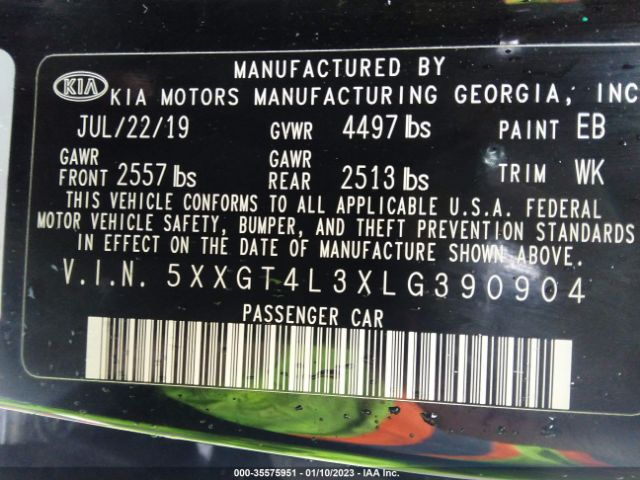 MANUFACTURED BY
KIA KIA MOTORS MANUFACTURING GEORGIA, INC
JUL/22/19 GVWR 4497 lbs PAINT EB
GAWR FRONT 2557 lbs GAWR REAR 2513 lbs TRIM WK
THIS VEHICLE CONFORMS TO ALL APPLICABLE U.S.A. FEDERAL
MOTOR VEHICLE SAFETY, BUMPER, AND THEFT PREVENTION STANDARDS
IN EFFECT ON THE DATE OF MANUFACTURE SHOWN ABOVE.
V.I.N. 5XXGT4L3XLG390904
PASSENGER CAR
000-35575951 - 01/10/2023 - IAA Inc.